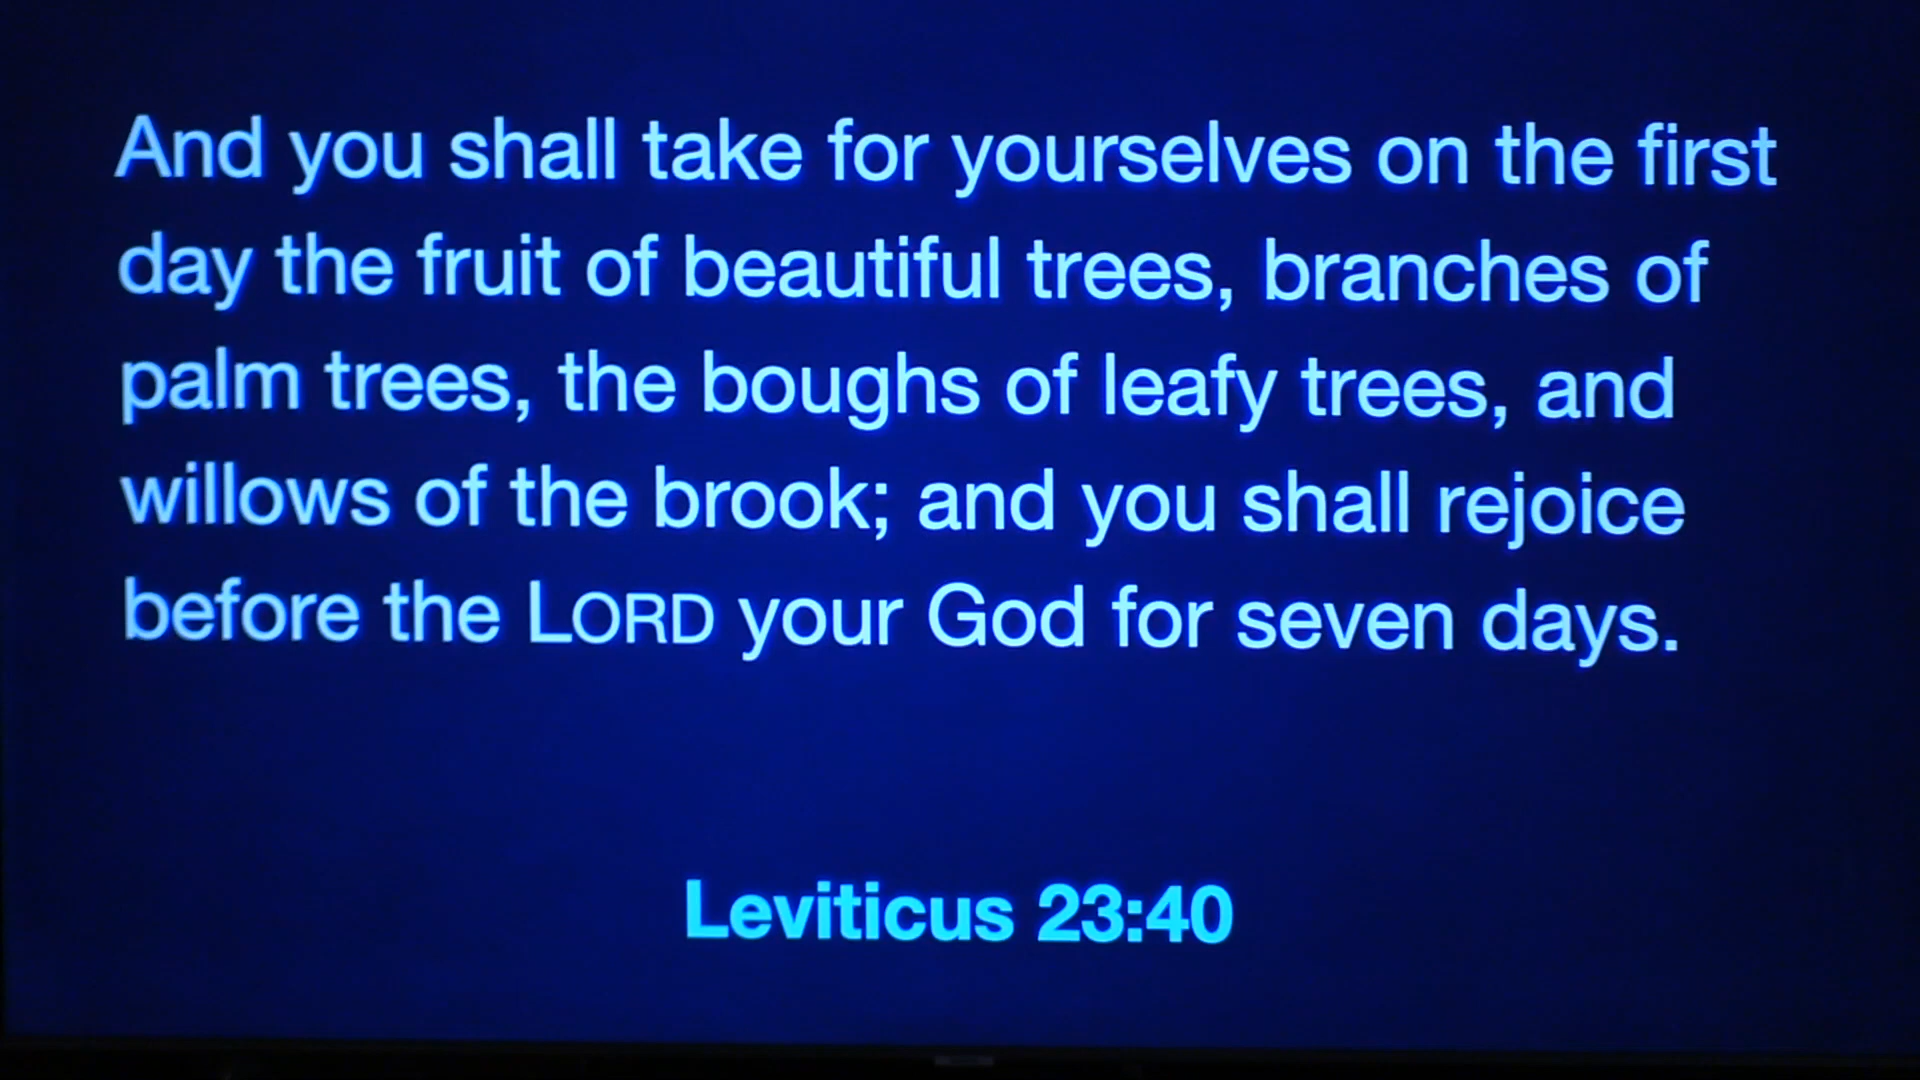 And you shall take for yourselves on the first
day the fruit of beautiful trees, branches of
palm trees, the boughs of leafy trees, and
willows of the brook; and you shall rejoice
before the LORD your God for seven days.
Leviticus 23:40